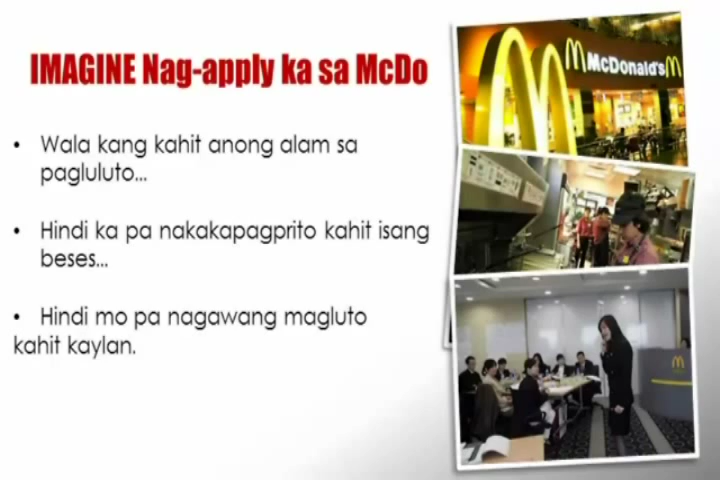 IMAGINE Nag-apply ka sa McDo
• Wala kang kahit anong alam sa
pagluluto...
• Hindi ka pa nakakapagprito kahit isang
beses...
• Hindi mo pa nagawang magluto
kahit kaylan.
McDonald's